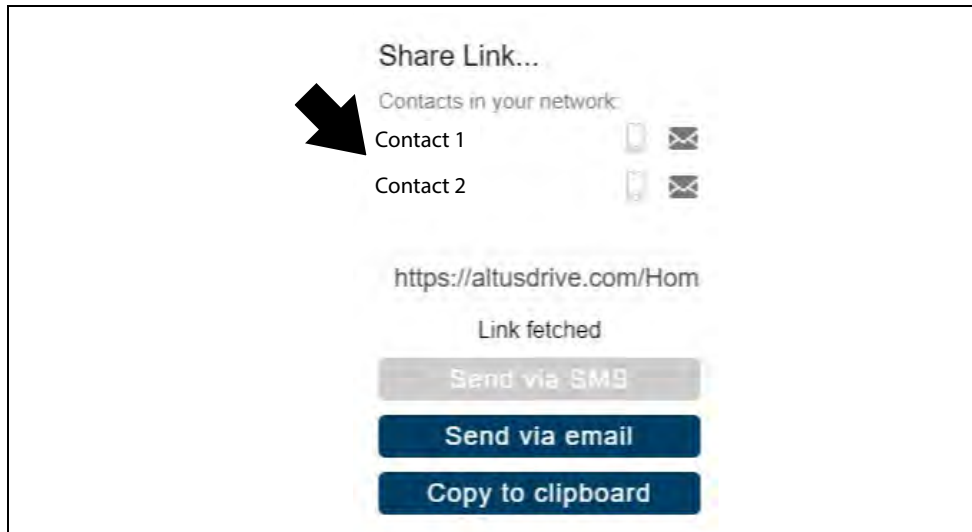 Share Link...
Contacts in your network:
Contact 1
Contact 2
https://altusdrive.com/Hom
Link fetched
Send via SMS
Send via email
Copy to clipboard